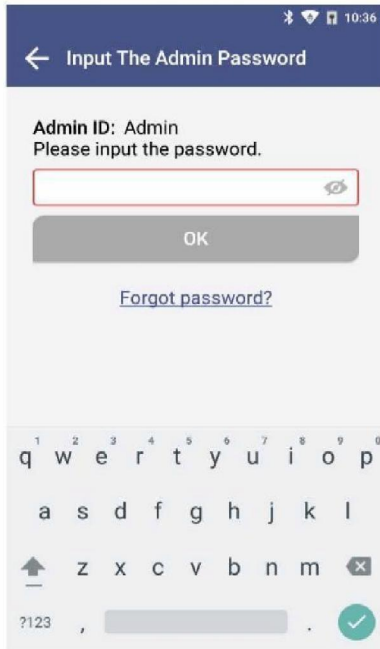 10:36
Input The Admin Password
Admin ID: Admin
Please input the password.
OK
Forgot password?
1 2 3 4 5 6 7 8 9 0
q w e r t y u i o p
a s d f g h j k l
z x c v b n m
?123 , .